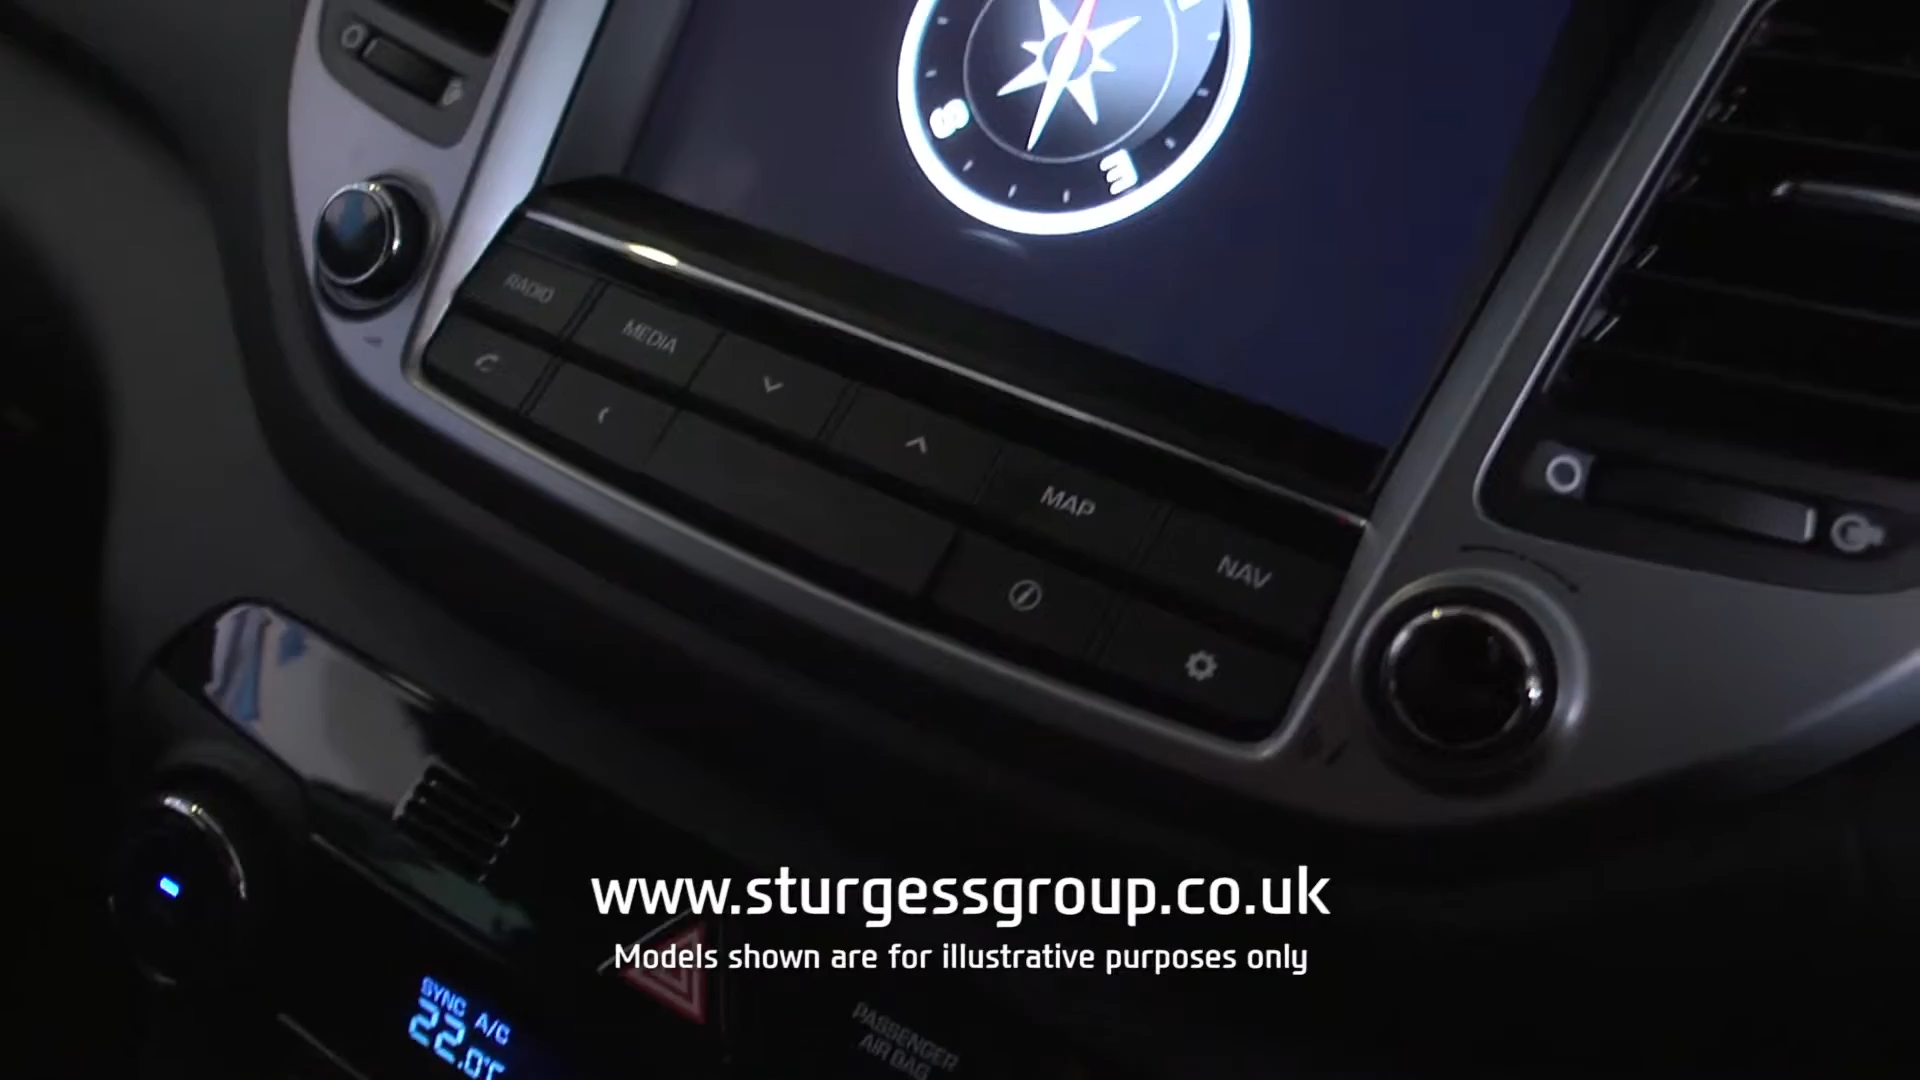 S
E
RADIO
MEDIA
MAP
NAV
www.sturgessgroup.co.uk
Models shown are for illustrative purposes only
SYNC A/C
22.0°C
PASSENGER
AIR BAG